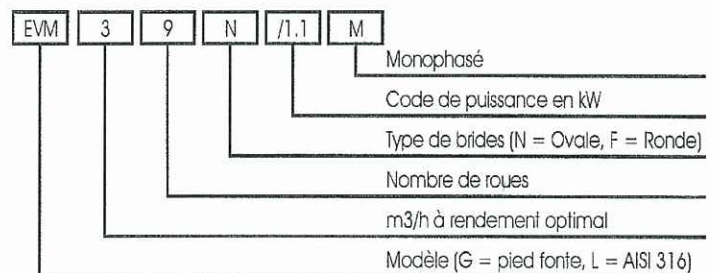 EVM 3 9 N /1.1 M
Monophasé
Code de puissance en kW
Type de brides (N = Ovale, F = Ronde)
Nombre de roues
m3/h à rendement optimal
Modèle (G = pied fonte, L = AISI 316)